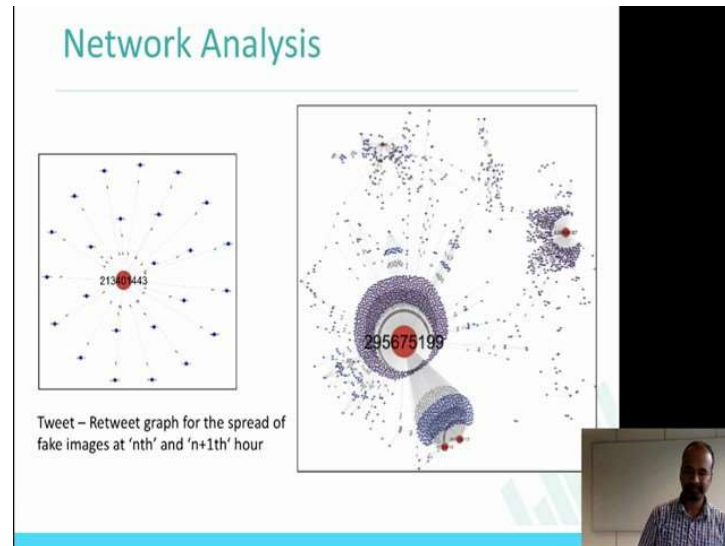 Network Analysis
213401443
295675199
Tweet – Retweet graph for the spread of
fake images at ‘nth’ and ‘n+1th‘ hour